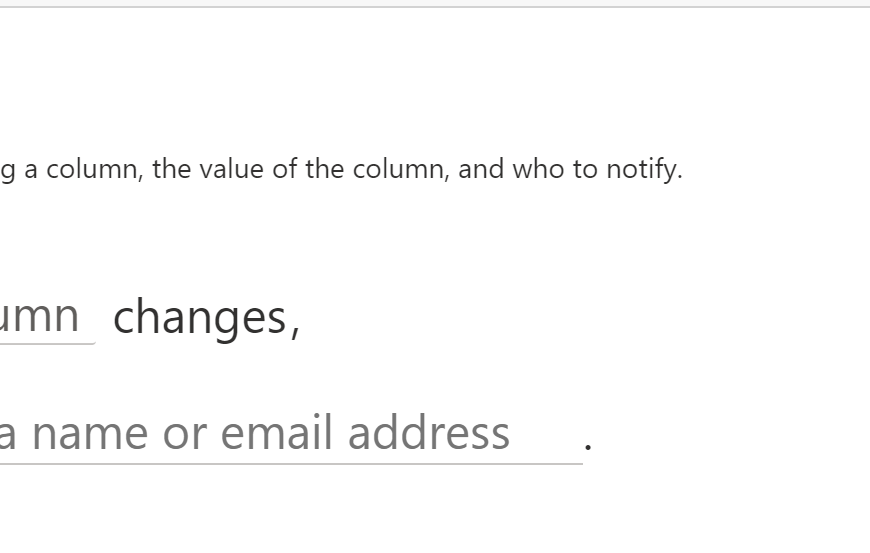 g a column, the value of the column, and who to notify.
umn changes,
a name or email address .